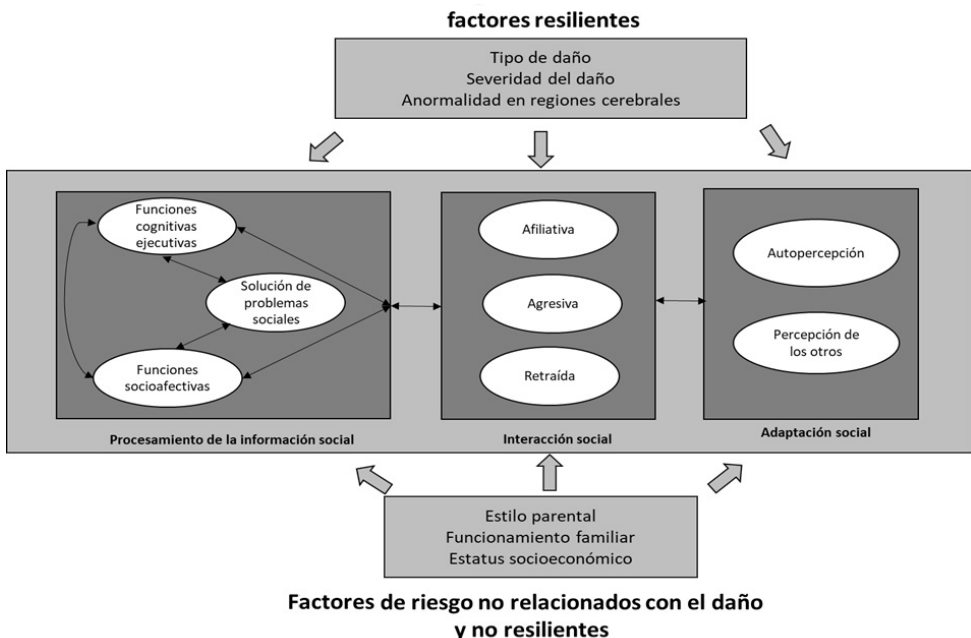 factores resilientes
Tipo de daño
Severidad del daño
Anormalidad en regiones cerebrales
Funciones
cognitivas
ejecutivas
Solución de
problemas
sociales
Funciones
socioafectivas
Procesamiento de la información social
Afiliativa
Agresiva
Retraída
Interacción social
Autopercepción
Percepción de
los otros
Adaptación social
Estilo parental
Funcionamiento familiar
Estatus socioeconómico
Factores de riesgo no relacionados con el daño
y no resilientes